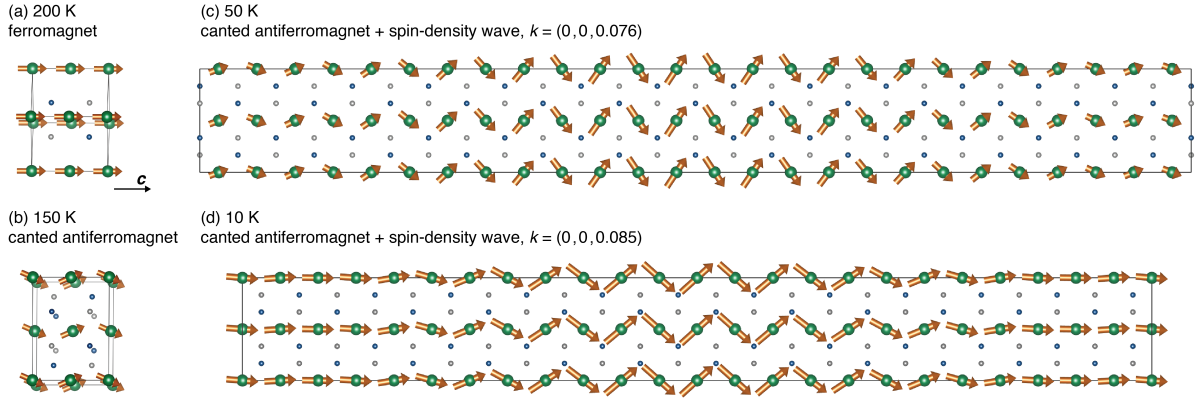 (a) 200 K
ferromagnet
c
(b) 150 K
canted antiferromagnet
(c) 50 K
canted antiferromagnet + spin-density wave, k = (0,0,0.076)
(d) 10 K
canted antiferromagnet + spin-density wave, k = (0,0,0.085)